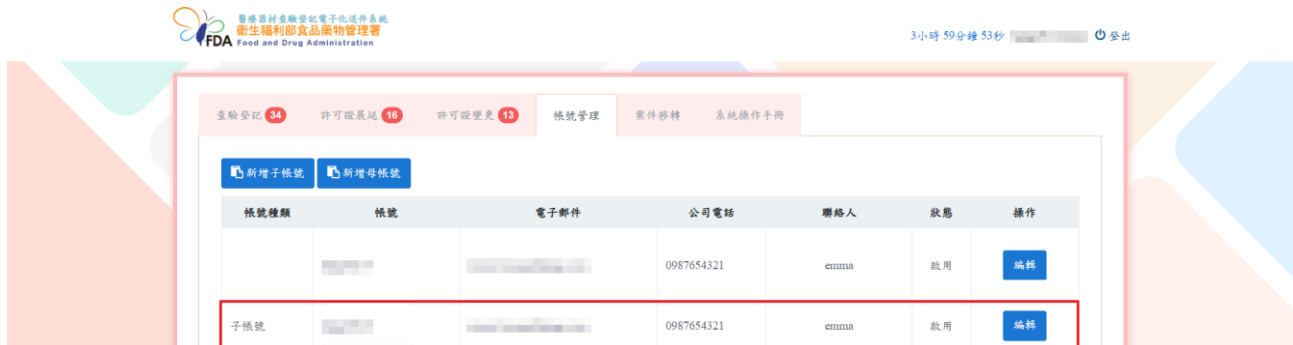 醫療器材查驗登記電子化送件系統
衛生福利部食品藥物管理署
FDA Food and Drug Administration
3小時 59分鐘 53秒 登出
查驗登記 34 許可證展延 16 許可證變更 13 帳號管理 案件移轉 系統操作手冊
新增子帳號 新增母帳號
帳號種類 帳號 電子郵件 公司電話 聯絡人 狀態 操作
0987654321 emma 啟用 編輯
子帳號 0987654321 emma 啟用 編輯